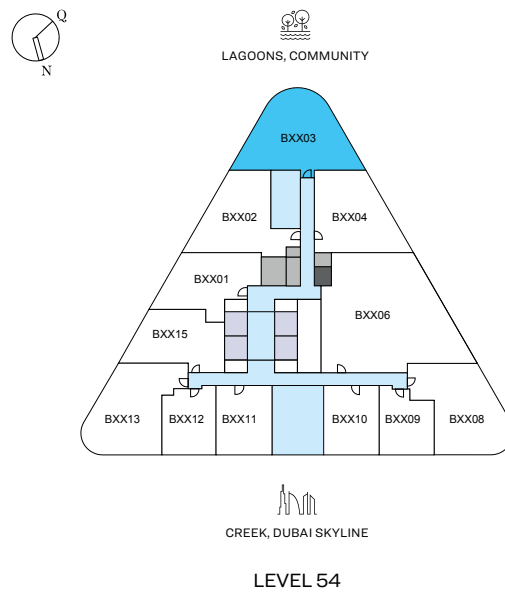 Q
N
LAGOONS, COMMUNITY
BXX03
BXX02 BXX04
BXX01
BXX06
BXX15
BXX13 BXX12 BXX11 BXX10 BXX09 BXX08
CREEK, DUBAI SKYLINE
LEVEL 54